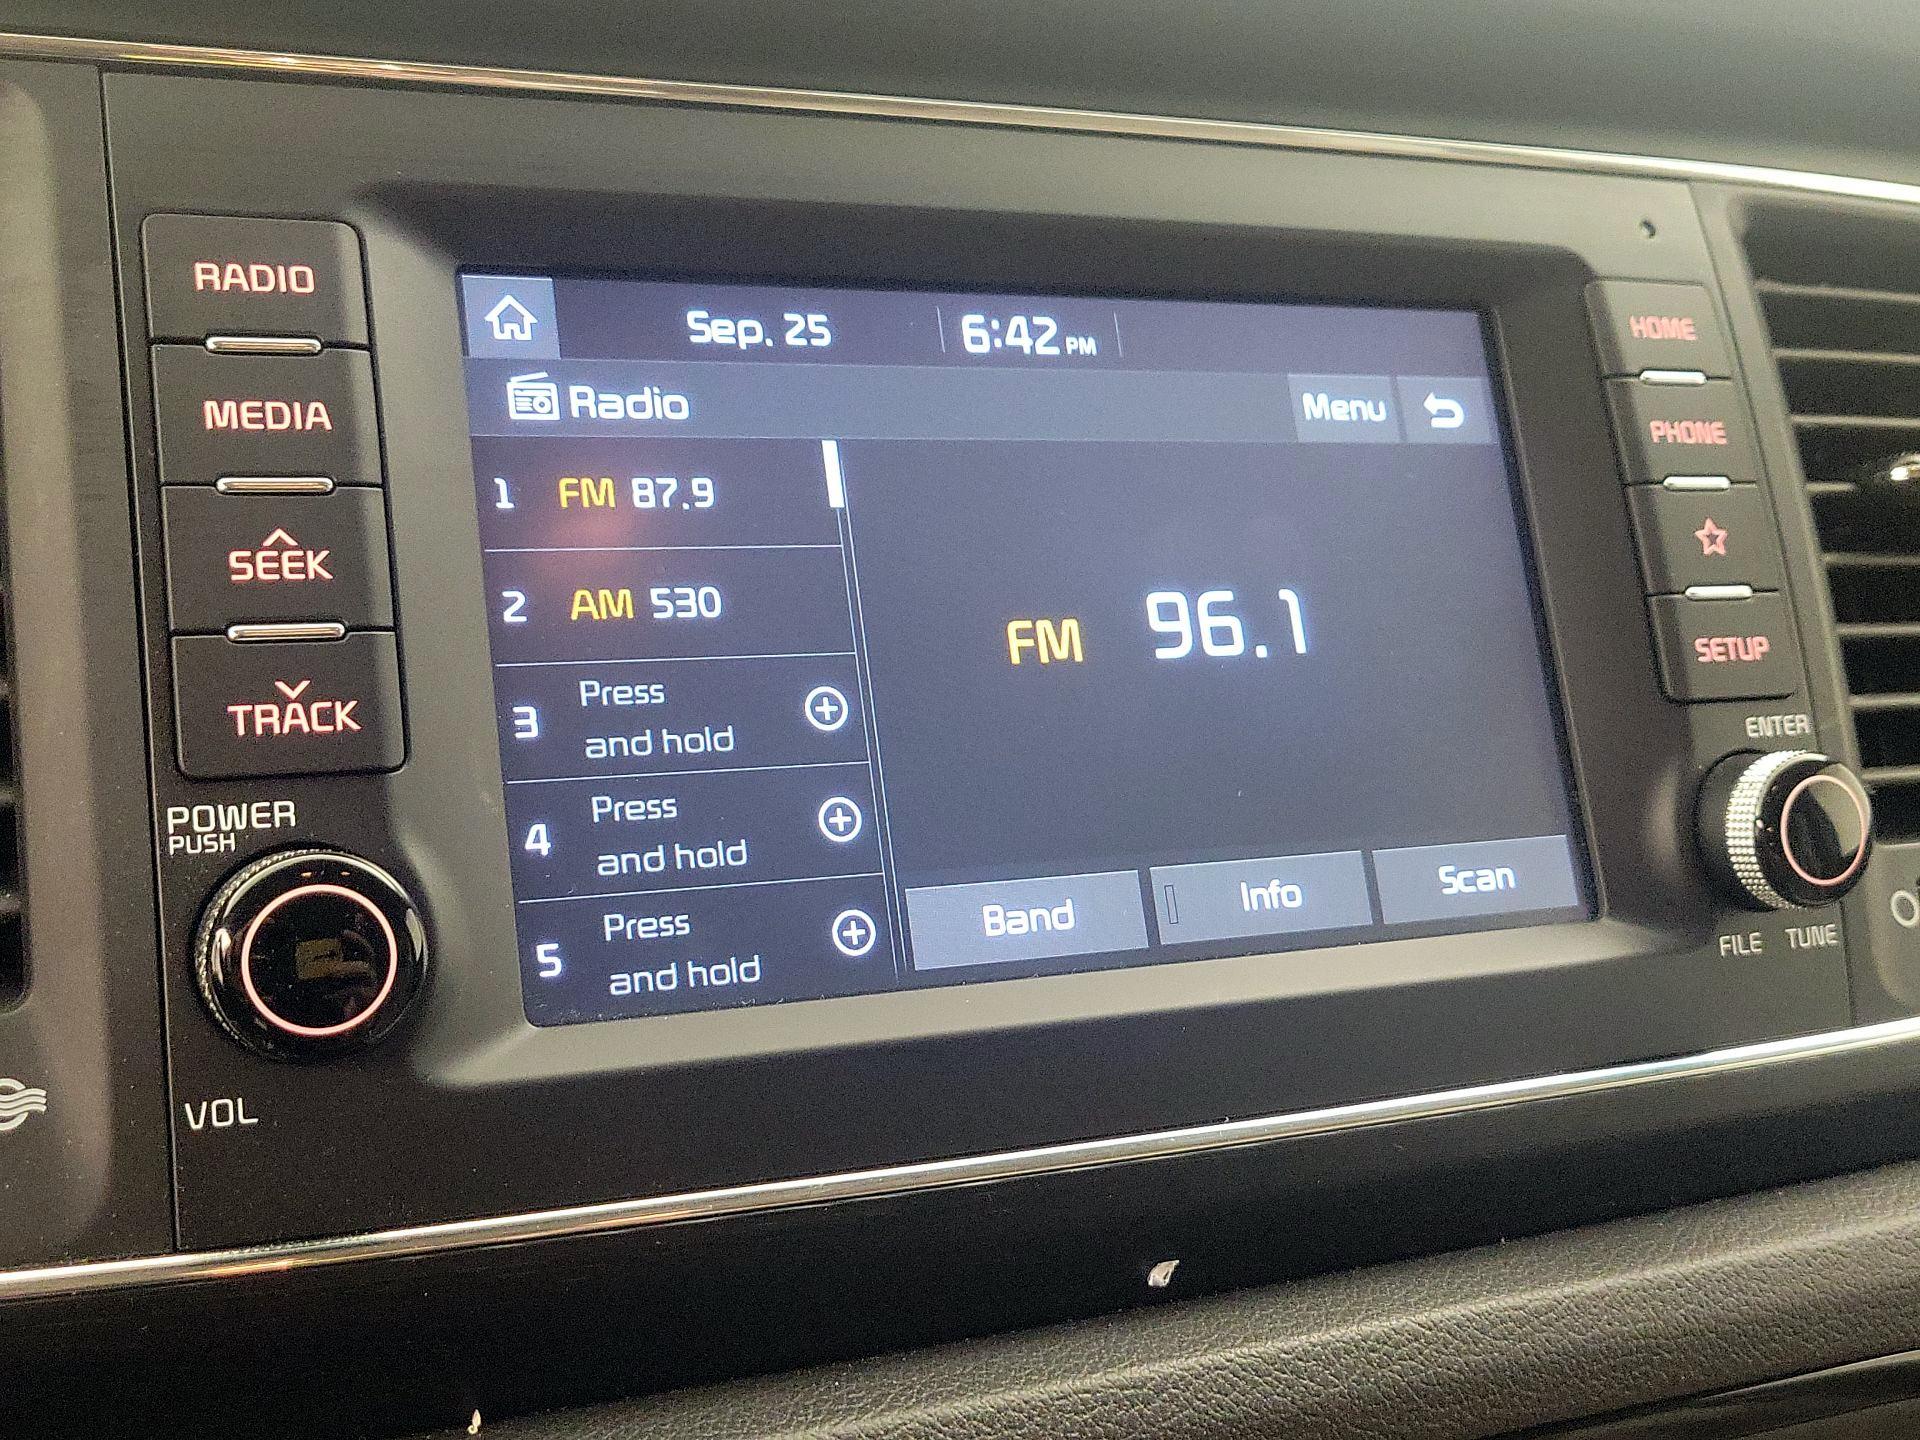 RADIO
MEDIA
SEEK
TRACK
POWER
PUSH
VOL
Sep. 25
6:42 PM
Radio
Menu
1 FM 87.9
2 AM 530
3 Press
and hold
4 Press
and hold
5 Press
and hold
FM 96.1
Band
Info
Scan
HOME
PHONE
SETUP
ENTER
FILE TUNE